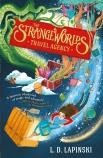 THE
STRANGEWORLDS
TRAVEL AGENCY
L. D. LAPINSKI